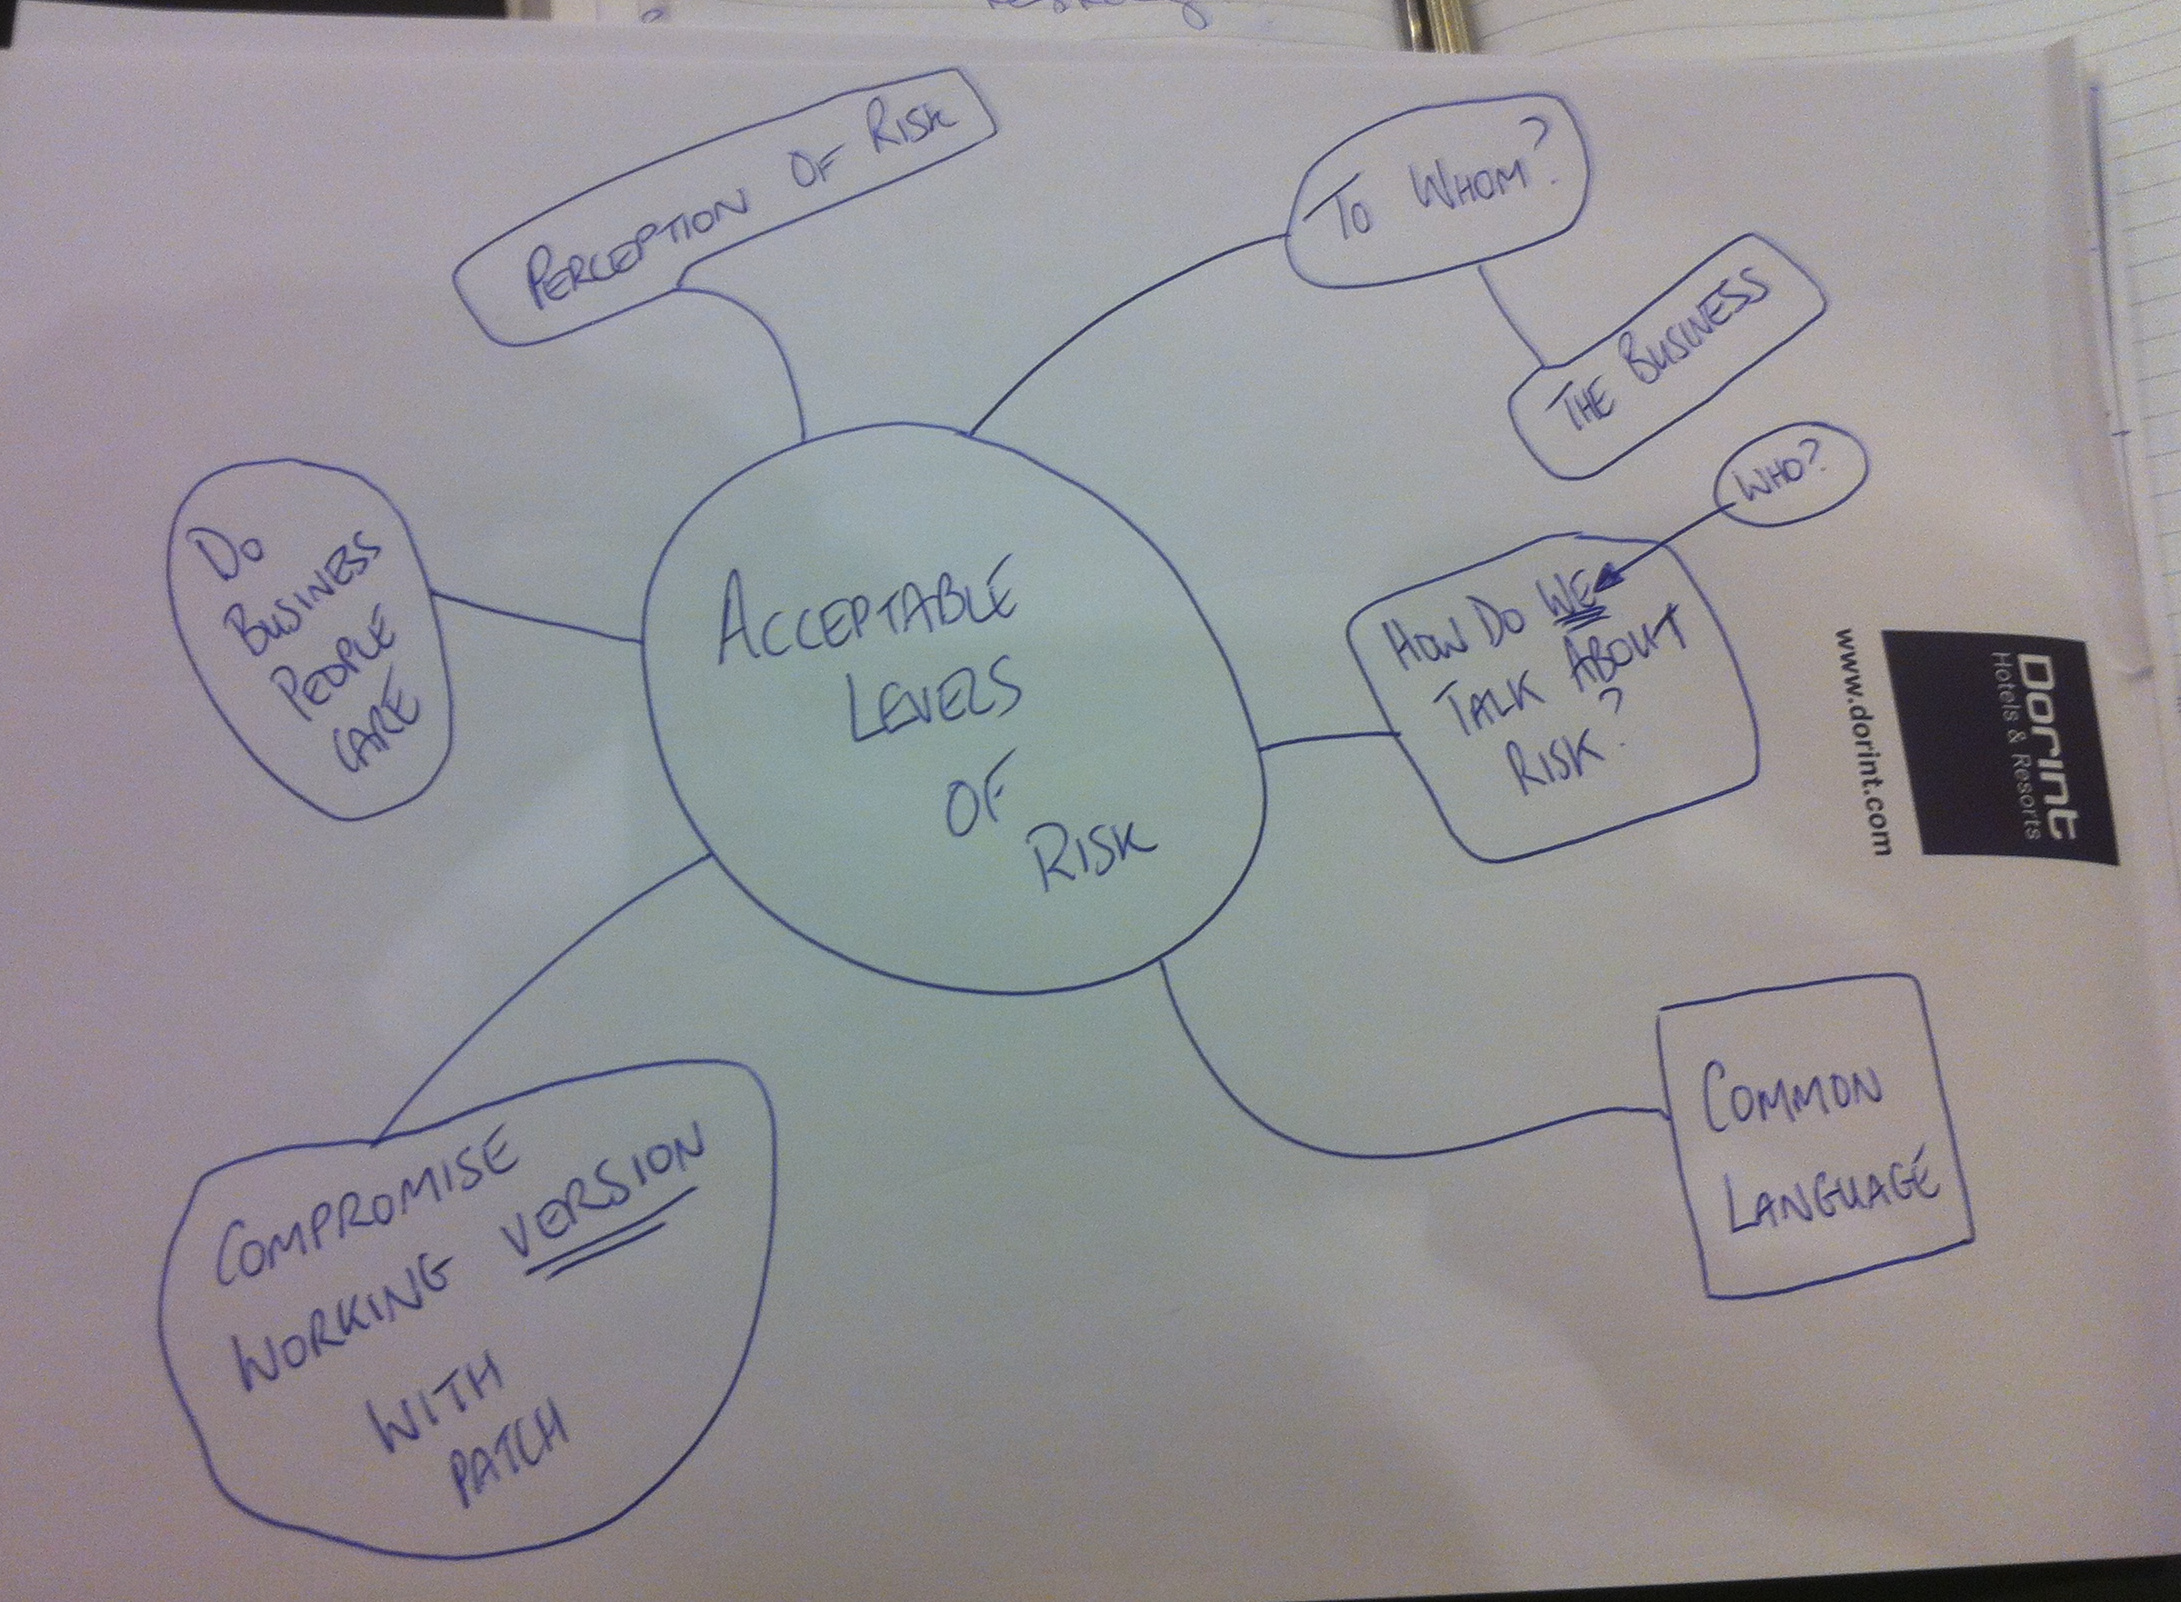 PERCEPTION OF RISK
TO WHOM?
THE BUSINESS
WHO?
DO
BUSINESS
PEOPLE
CARE
ACCEPTABLE
LEVELS
OF
RISK
HOW DO WE
TALK ABOUT
RISK?
COMMON
LANGUAGE
COMPROMISE
WORKING VERSION
WITH
PATCH
Dorint
Hotels & Resorts
www.dorint.com